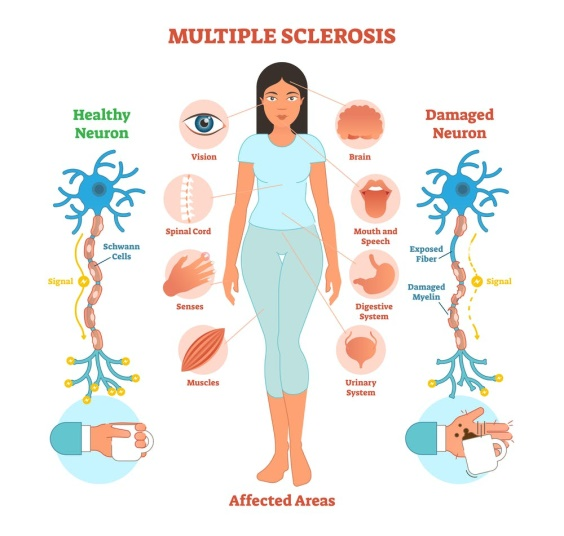 MULTIPLE SCLEROSIS
Healthy
Neuron
Damaged
Neuron
Vision
Brain
Spinal Cord
Mouth and
Speech
Schwann
Cells
Exposed
Fiber
Signal
Signal
Damaged
Myelin
Senses
Digestive
System
Muscles
Urinary
System
Affected Areas